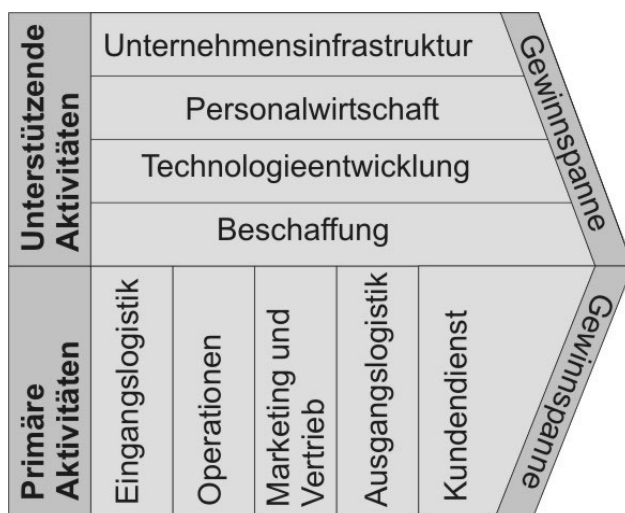 Unterstützende
Aktivitäten
Unternehmensinfrastruktur
Personalwirtschaft
Technologieentwicklung
Beschaffung
Gewinnspanne
Primäre
Aktivitäten
Eingangslogistik
Operationen
Marketing und
Vertrieb
Ausgangslogistik
Kundendienst
Gewinnspanne